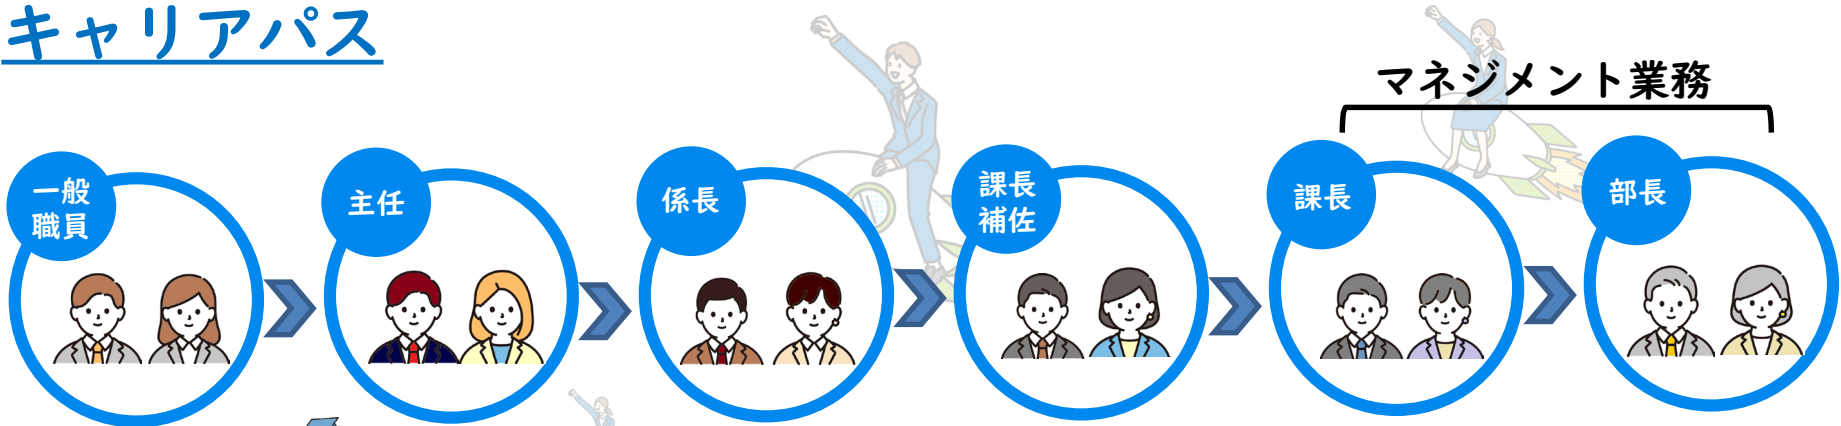 キャリアパス
マネジメント業務
一般
職員
主任
係長
課長
補佐
課長
部長